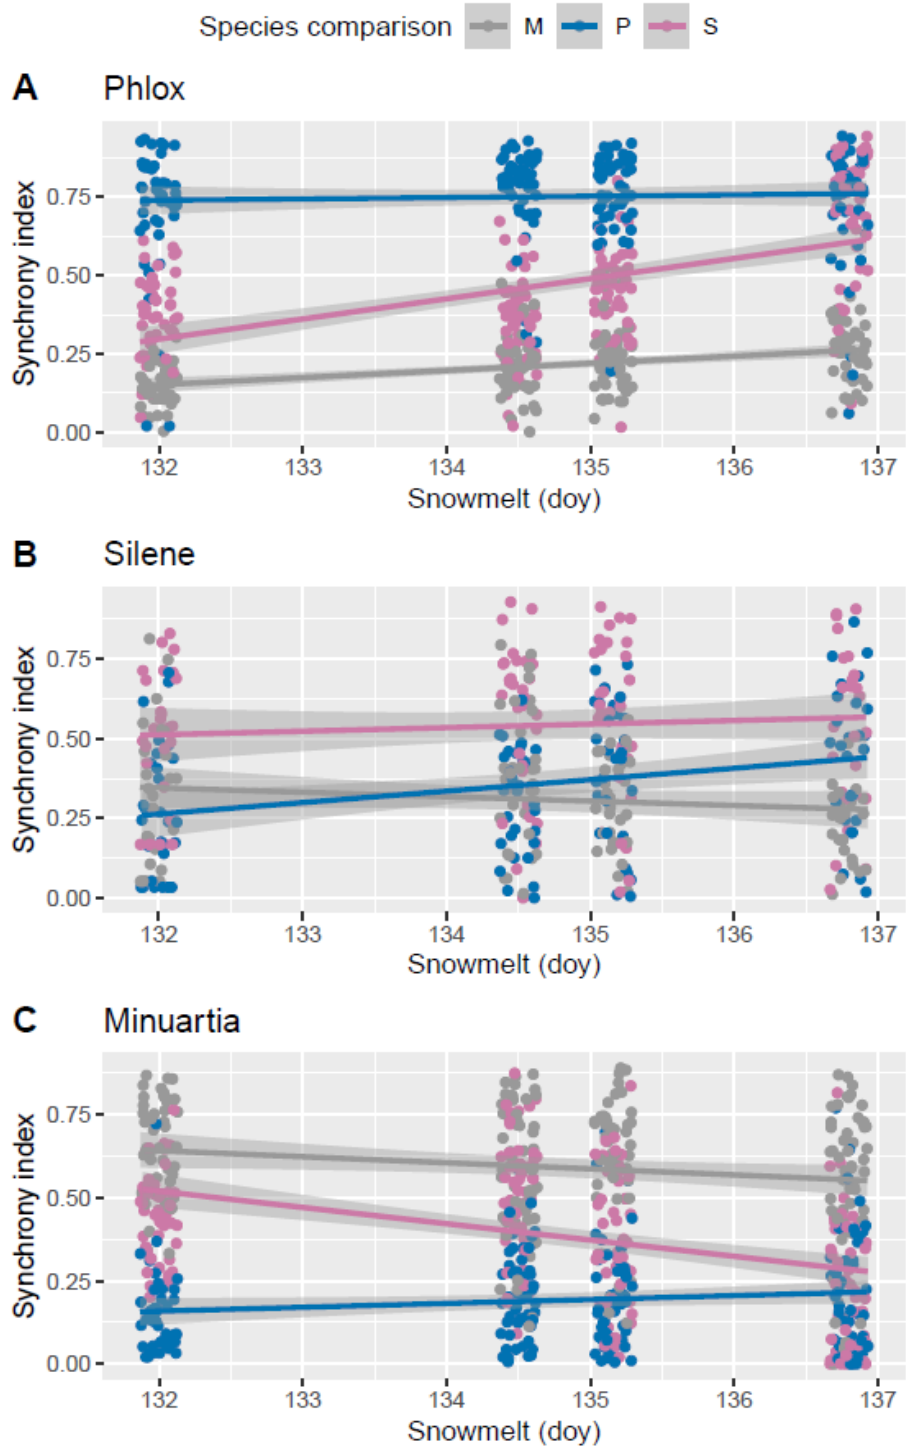 Species comparison M P S
A Phlox
Synchrony index
0.75
0.50
0.25
0.00
132 133 134 135 136 137
Snowmelt (doy)
B Silene
Synchrony index
0.75
0.50
0.25
0.00
132 133 134 135 136 137
Snowmelt (doy)
C Minuartia
Synchrony index
0.75
0.50
0.25
0.00
132 133 134 135 136 137
Snowmelt (doy)